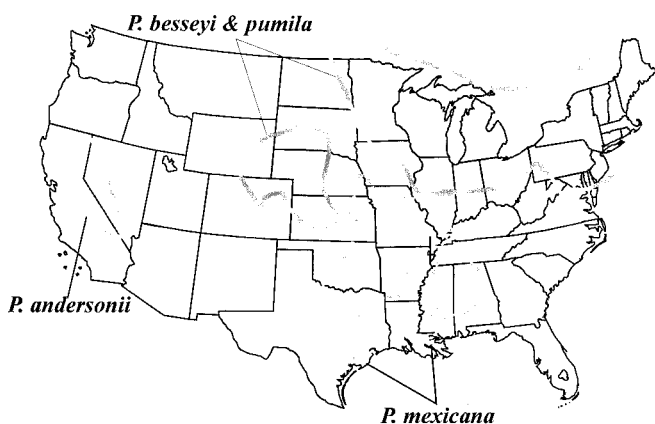 P. besseyi & pumila
P. andersonii
P. mexicana